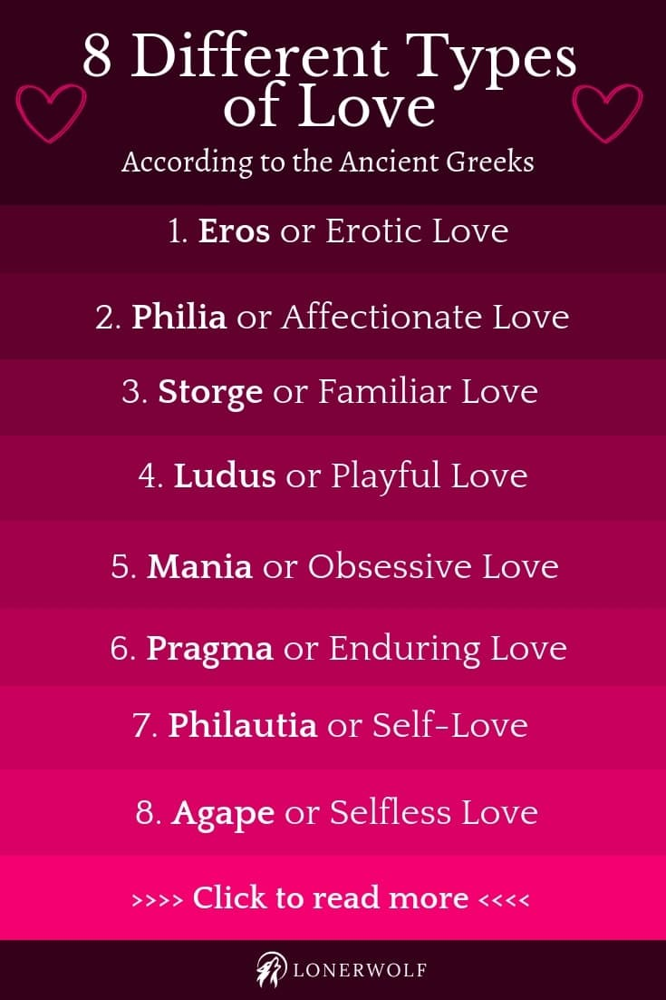 8 Different Types
of Love
According to the Ancient Greeks
1. Eros or Erotic Love
2. Philia or Affectionate Love
3. Storge or Familiar Love
4. Ludus or Playful Love
5. Mania or Obsessive Love
6. Pragma or Enduring Love
7. Philautia or Self-Love
8. Agape or Selfless Love
>>>> Click to read more <<<<
LONERWOLF